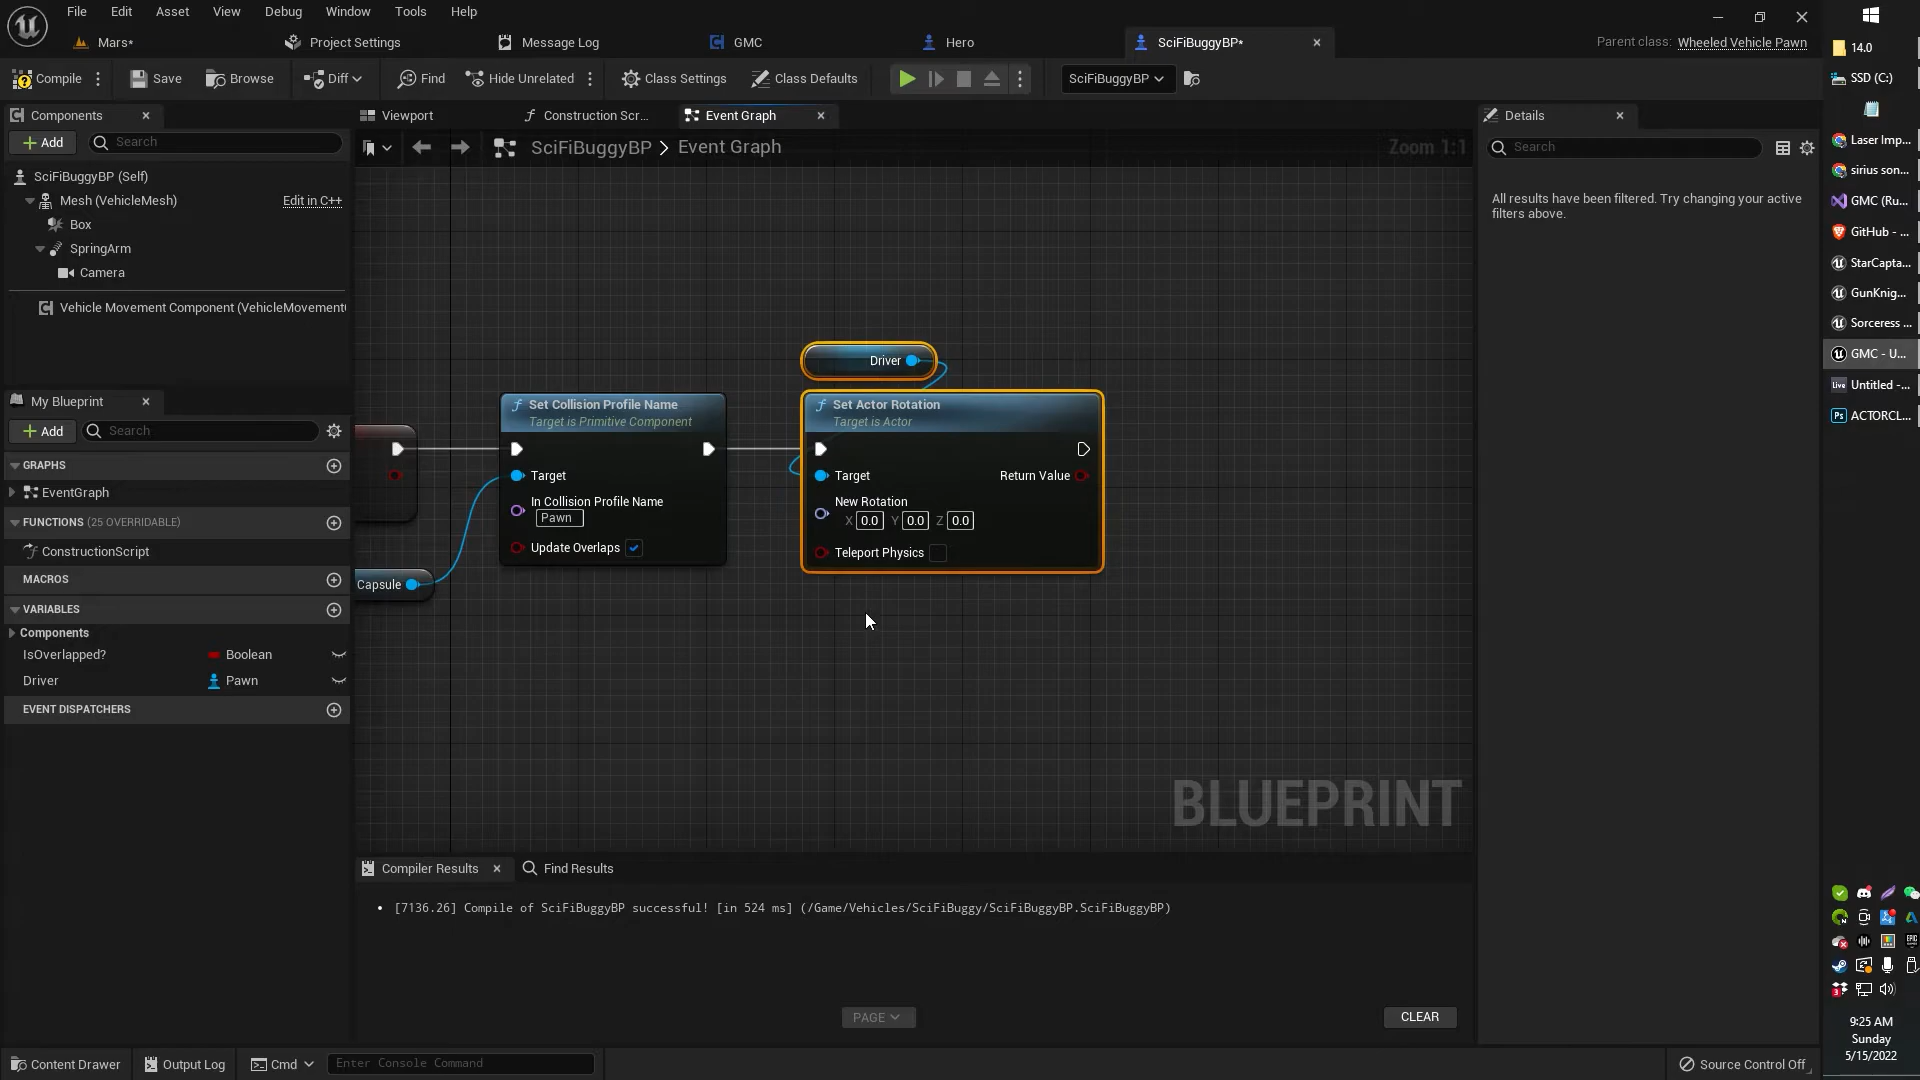 File Edit Asset View Debug Window Tools Help
Mars*
Project Settings
Message Log
GMC
Hero
SciFiBuggyBP*
Parent class: Wheeled Vehicle Pawn
Compile
Save
Browse
Diff
Find
Hide Unrelated
Class Settings
Class Defaults
SciFiBuggyBP
Components
Add
Search
SciFiBuggyBP (Self)
Mesh (VehicleMesh)
Edit in C++
Box
SpringArm
Camera
Vehicle Movement Component (VehicleMovement
My Blueprint
Add
Search
GRAPHS
EventGraph
FUNCTIONS (25 OVERRIDABLE)
ConstructionScript
MACROS
VARIABLES
Components
IsOverlapped?
Boolean
Driver
Pawn
EVENT DISPATCHERS
Viewport
Construction Scr...
Event Graph
SciFiBuggyBP > Event Graph
Zoom 1:1
Capsule
Set Collision Profile Name
Target is Primitive Component
Target
In Collision Profile Name
Pawn
Update Overlaps
Driver
Set Actor Rotation
Target is Actor
Target
Return Value
New Rotation
X 0.0 Y 0.0 Z 0.0
Teleport Physics
BLUEPRINT
Compiler Results
Find Results
• [7136.26] Compile of SciFiBuggyBP successful! [in 524 ms] (/Game/Vehicles/SciFiBuggy/SciFiBuggyBP.SciFiBuggyBP)
PAGE
CLEAR
Details
Search
All results have been filtered. Try changing your active
filters above.
Content Drawer
Output Log
Cmd
Enter Console Command
Source Control Off
14.0
SSD (C:)
Laser Imp...
sirius son...
GMC (Ru...
GitHub - ...
StarCapta...
GunKnig...
Sorceress ...
GMC - U...
Live
Untitled -...
Ps
ACTORCL...
EPIC
3
9:25 AM
Sunday
5/15/2022